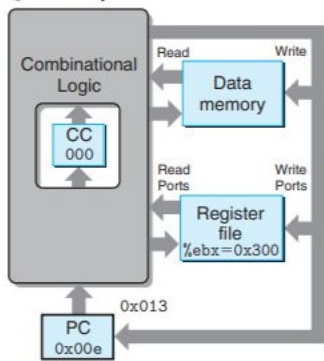 Combinational
Logic
CC
000
Read
Write
Data
memory
Read
Ports
Write
Ports
Register
file
%ebx=0x300
0x013
PC
0x00e